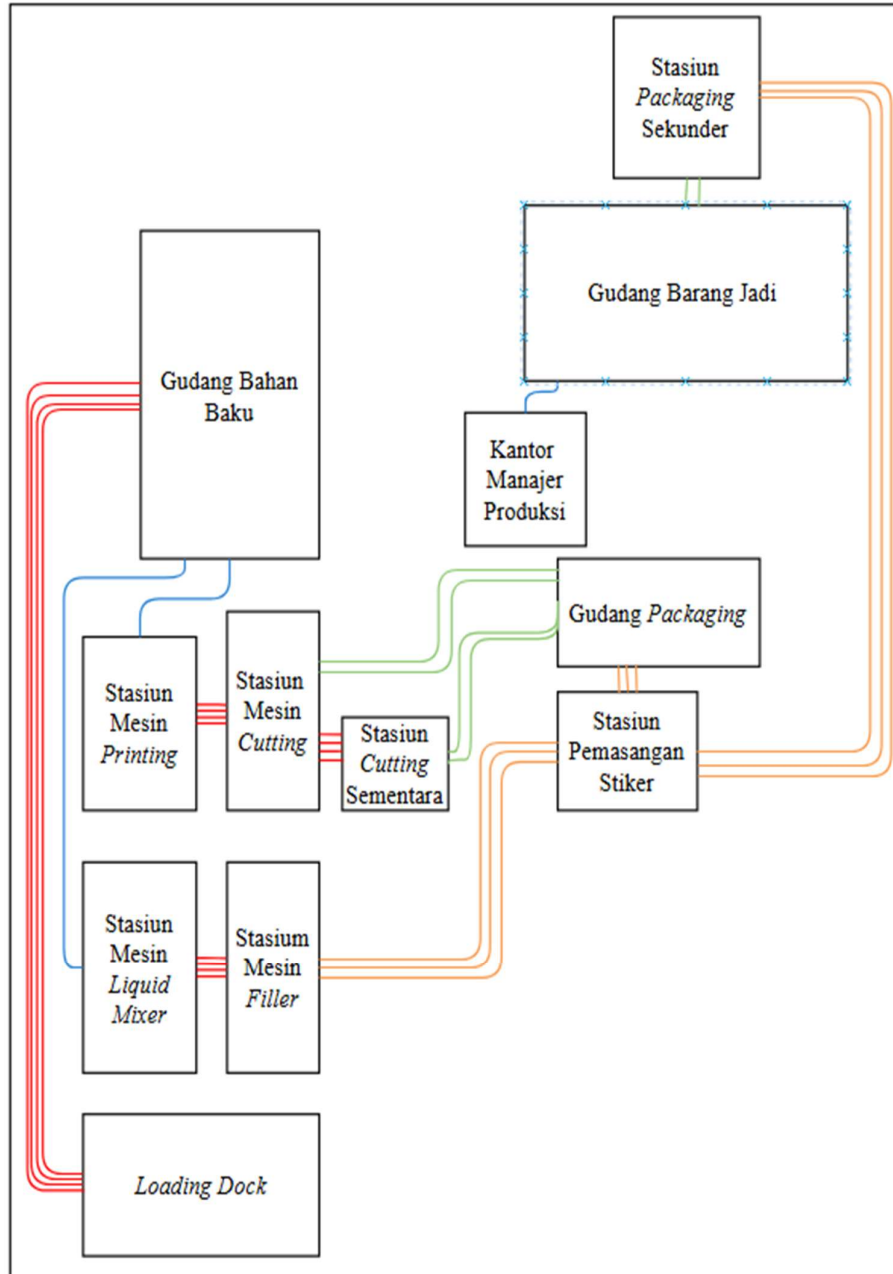 Stasiun
Packaging
Sekunder
Gudang Barang Jadi
Gudang Bahan
Baku
Kantor
Manajer
Produksi
Gudang Packaging
Stasiun
Mesin
Printing
Stasiun
Mesin
Cutting
Stasiun
Cutting
Sementara
Stasiun
Pemasangan
Stiker
Stasiun
Mesin
Liquid
Mixer
Stasium
Mesin
Filler
Loading Dock